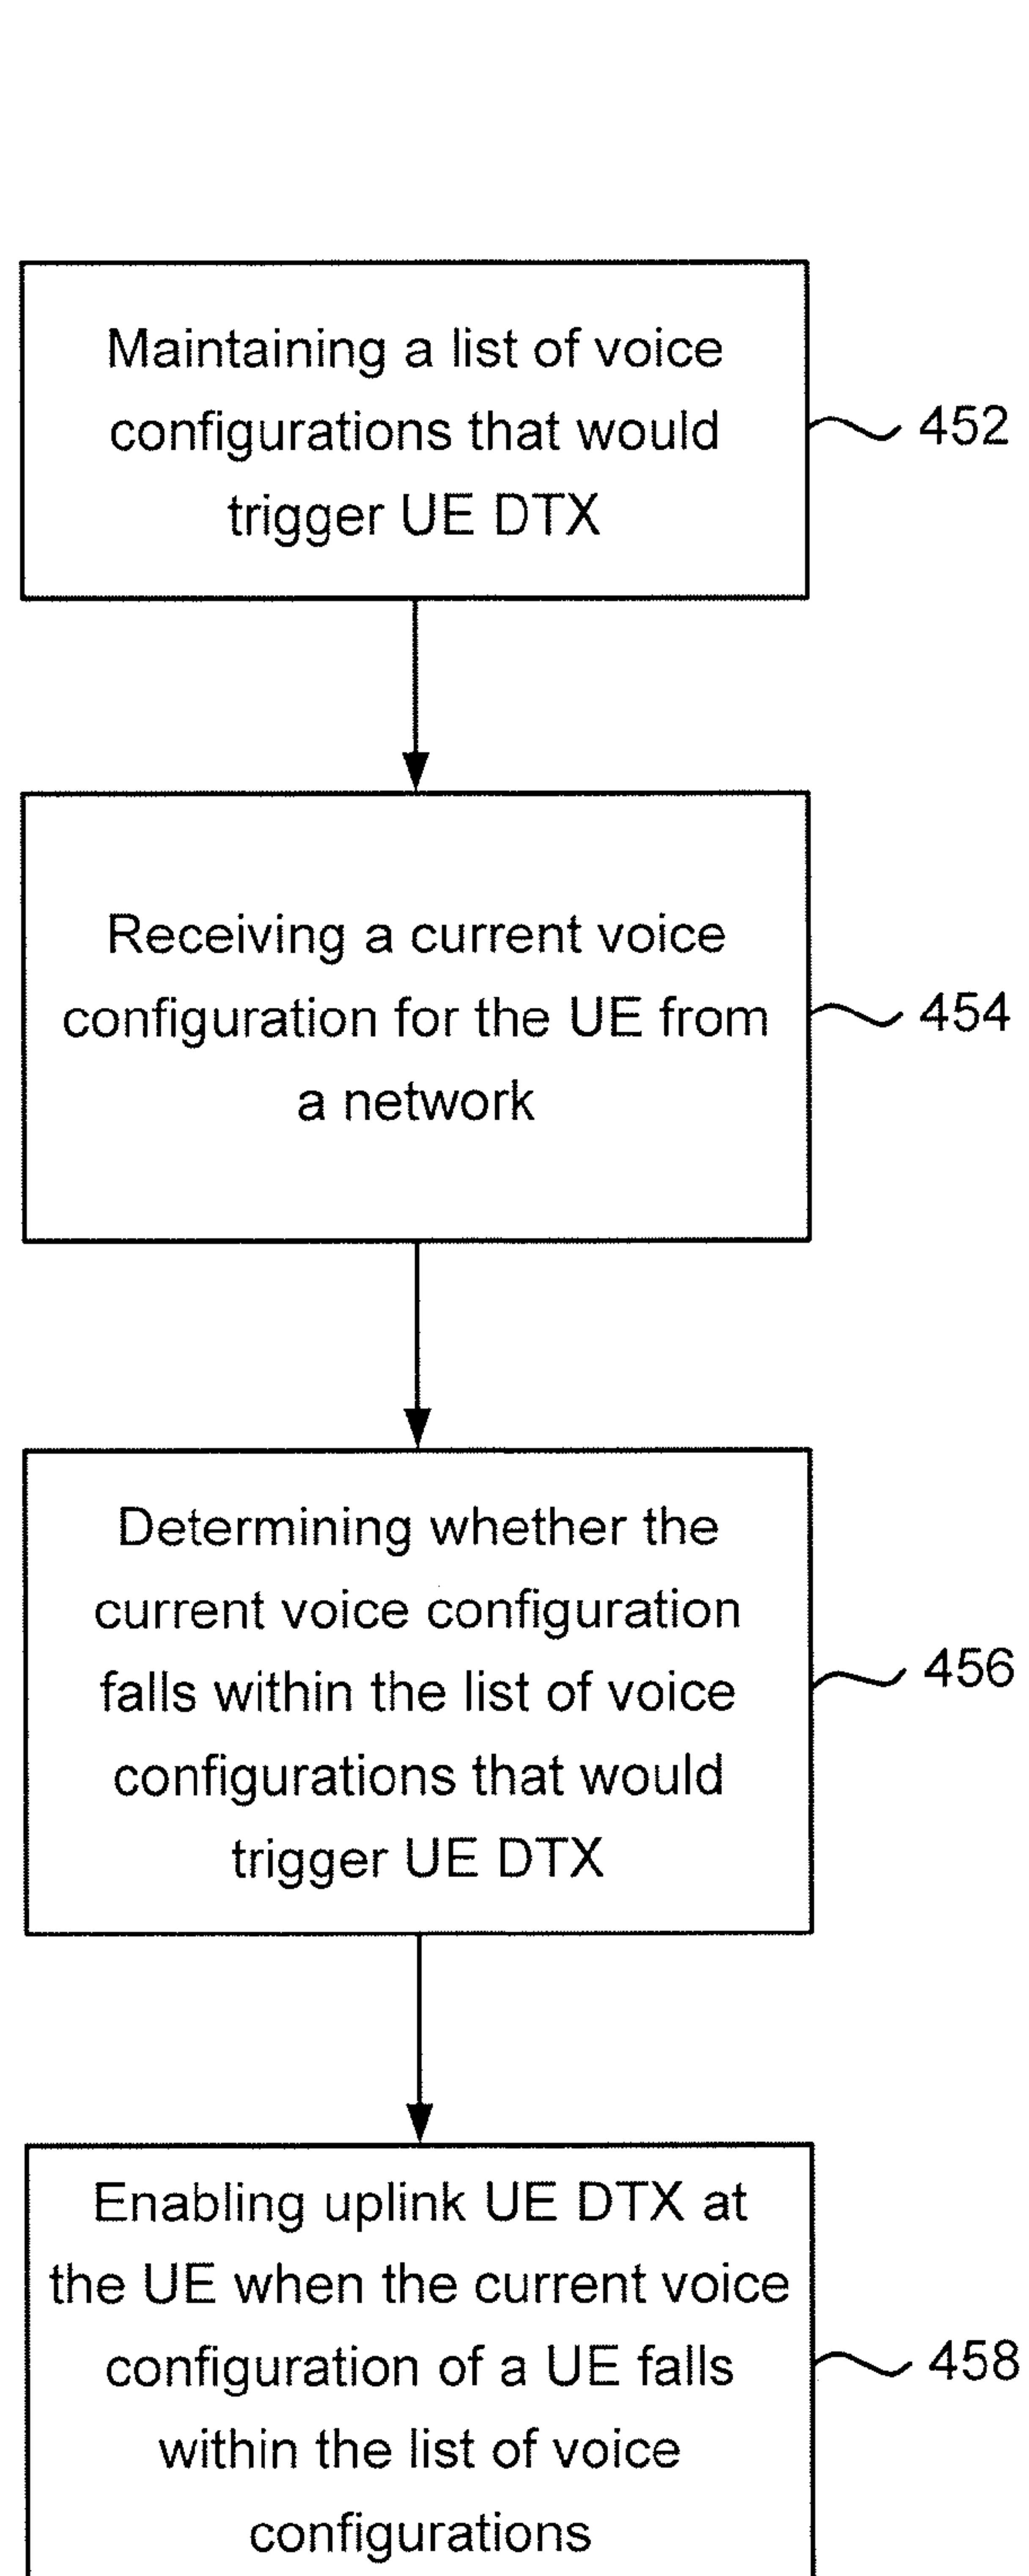 Maintaining a list of voice
configurations that would
trigger UE DTX
452
Receiving a current voice
configuration for the UE from
a network
454
Determining whether the
current voice configuration
falls within the list of voice
configurations that would
trigger UE DTX
456
Enabling uplink UE DTX at
the UE when the current voice
configuration of a UE falls
within the list of voice
configurations
458